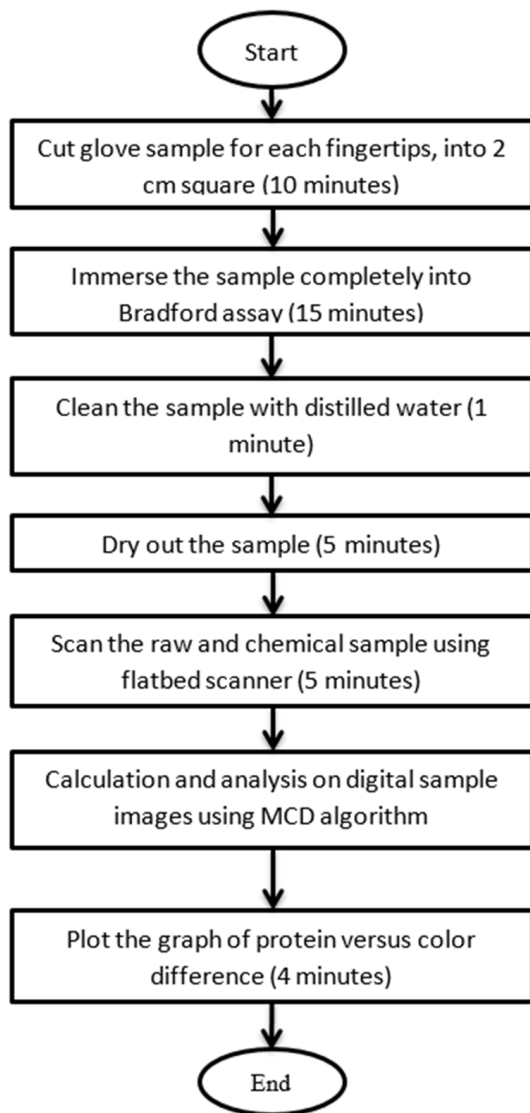 Start
Cut glove sample for each fingertips, into 2
cm square (10 minutes)
Immerse the sample completely into
Bradford assay (15 minutes)
Clean the sample with distilled water (1
minute)
Dry out the sample (5 minutes)
Scan the raw and chemical sample using
flatbed scanner (5 minutes)
Calculation and analysis on digital sample
images using MCD algorithm
Plot the graph of protein versus color
difference (4 minutes)
End